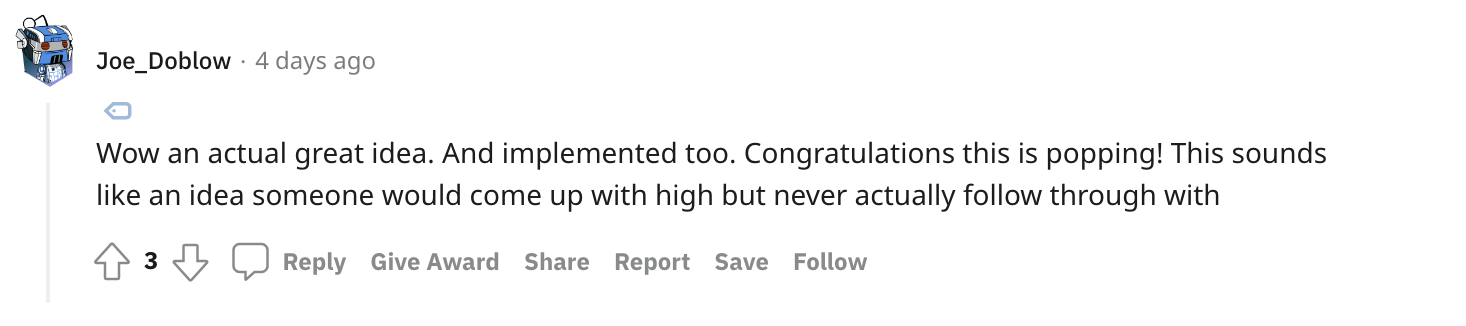 Joe_Doblow · 4 days ago
Wow an actual great idea. And implemented too. Congratulations this is popping! This sounds
like an idea someone would come up with high but never actually follow through with
3 Reply Give Award Share Report Save Follow